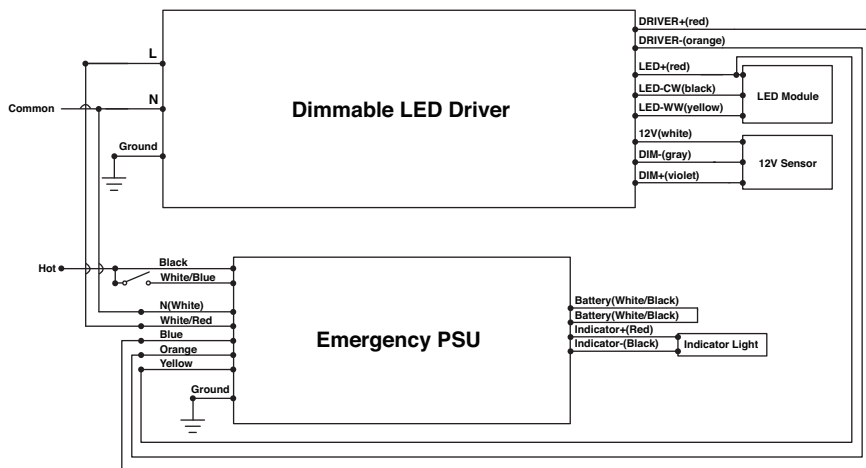 DRIVER+(red)
DRIVER-(orange)
L
LED+(red)
LED-CW(black)
LED Module
Common
N
Dimmable LED Driver
LED-WW(yellow)
12V(white)
Ground
DIM-(gray)
12V Sensor
DIM+(violet)
Hot
Black
White/Blue
N(White)
Battery(White/Black)
White/Red
Battery(White/Black)
Blue
Emergency PSU
Indicator+(Red)
Orange
Indicator-(Black)
Indicator Light
Yellow
Ground